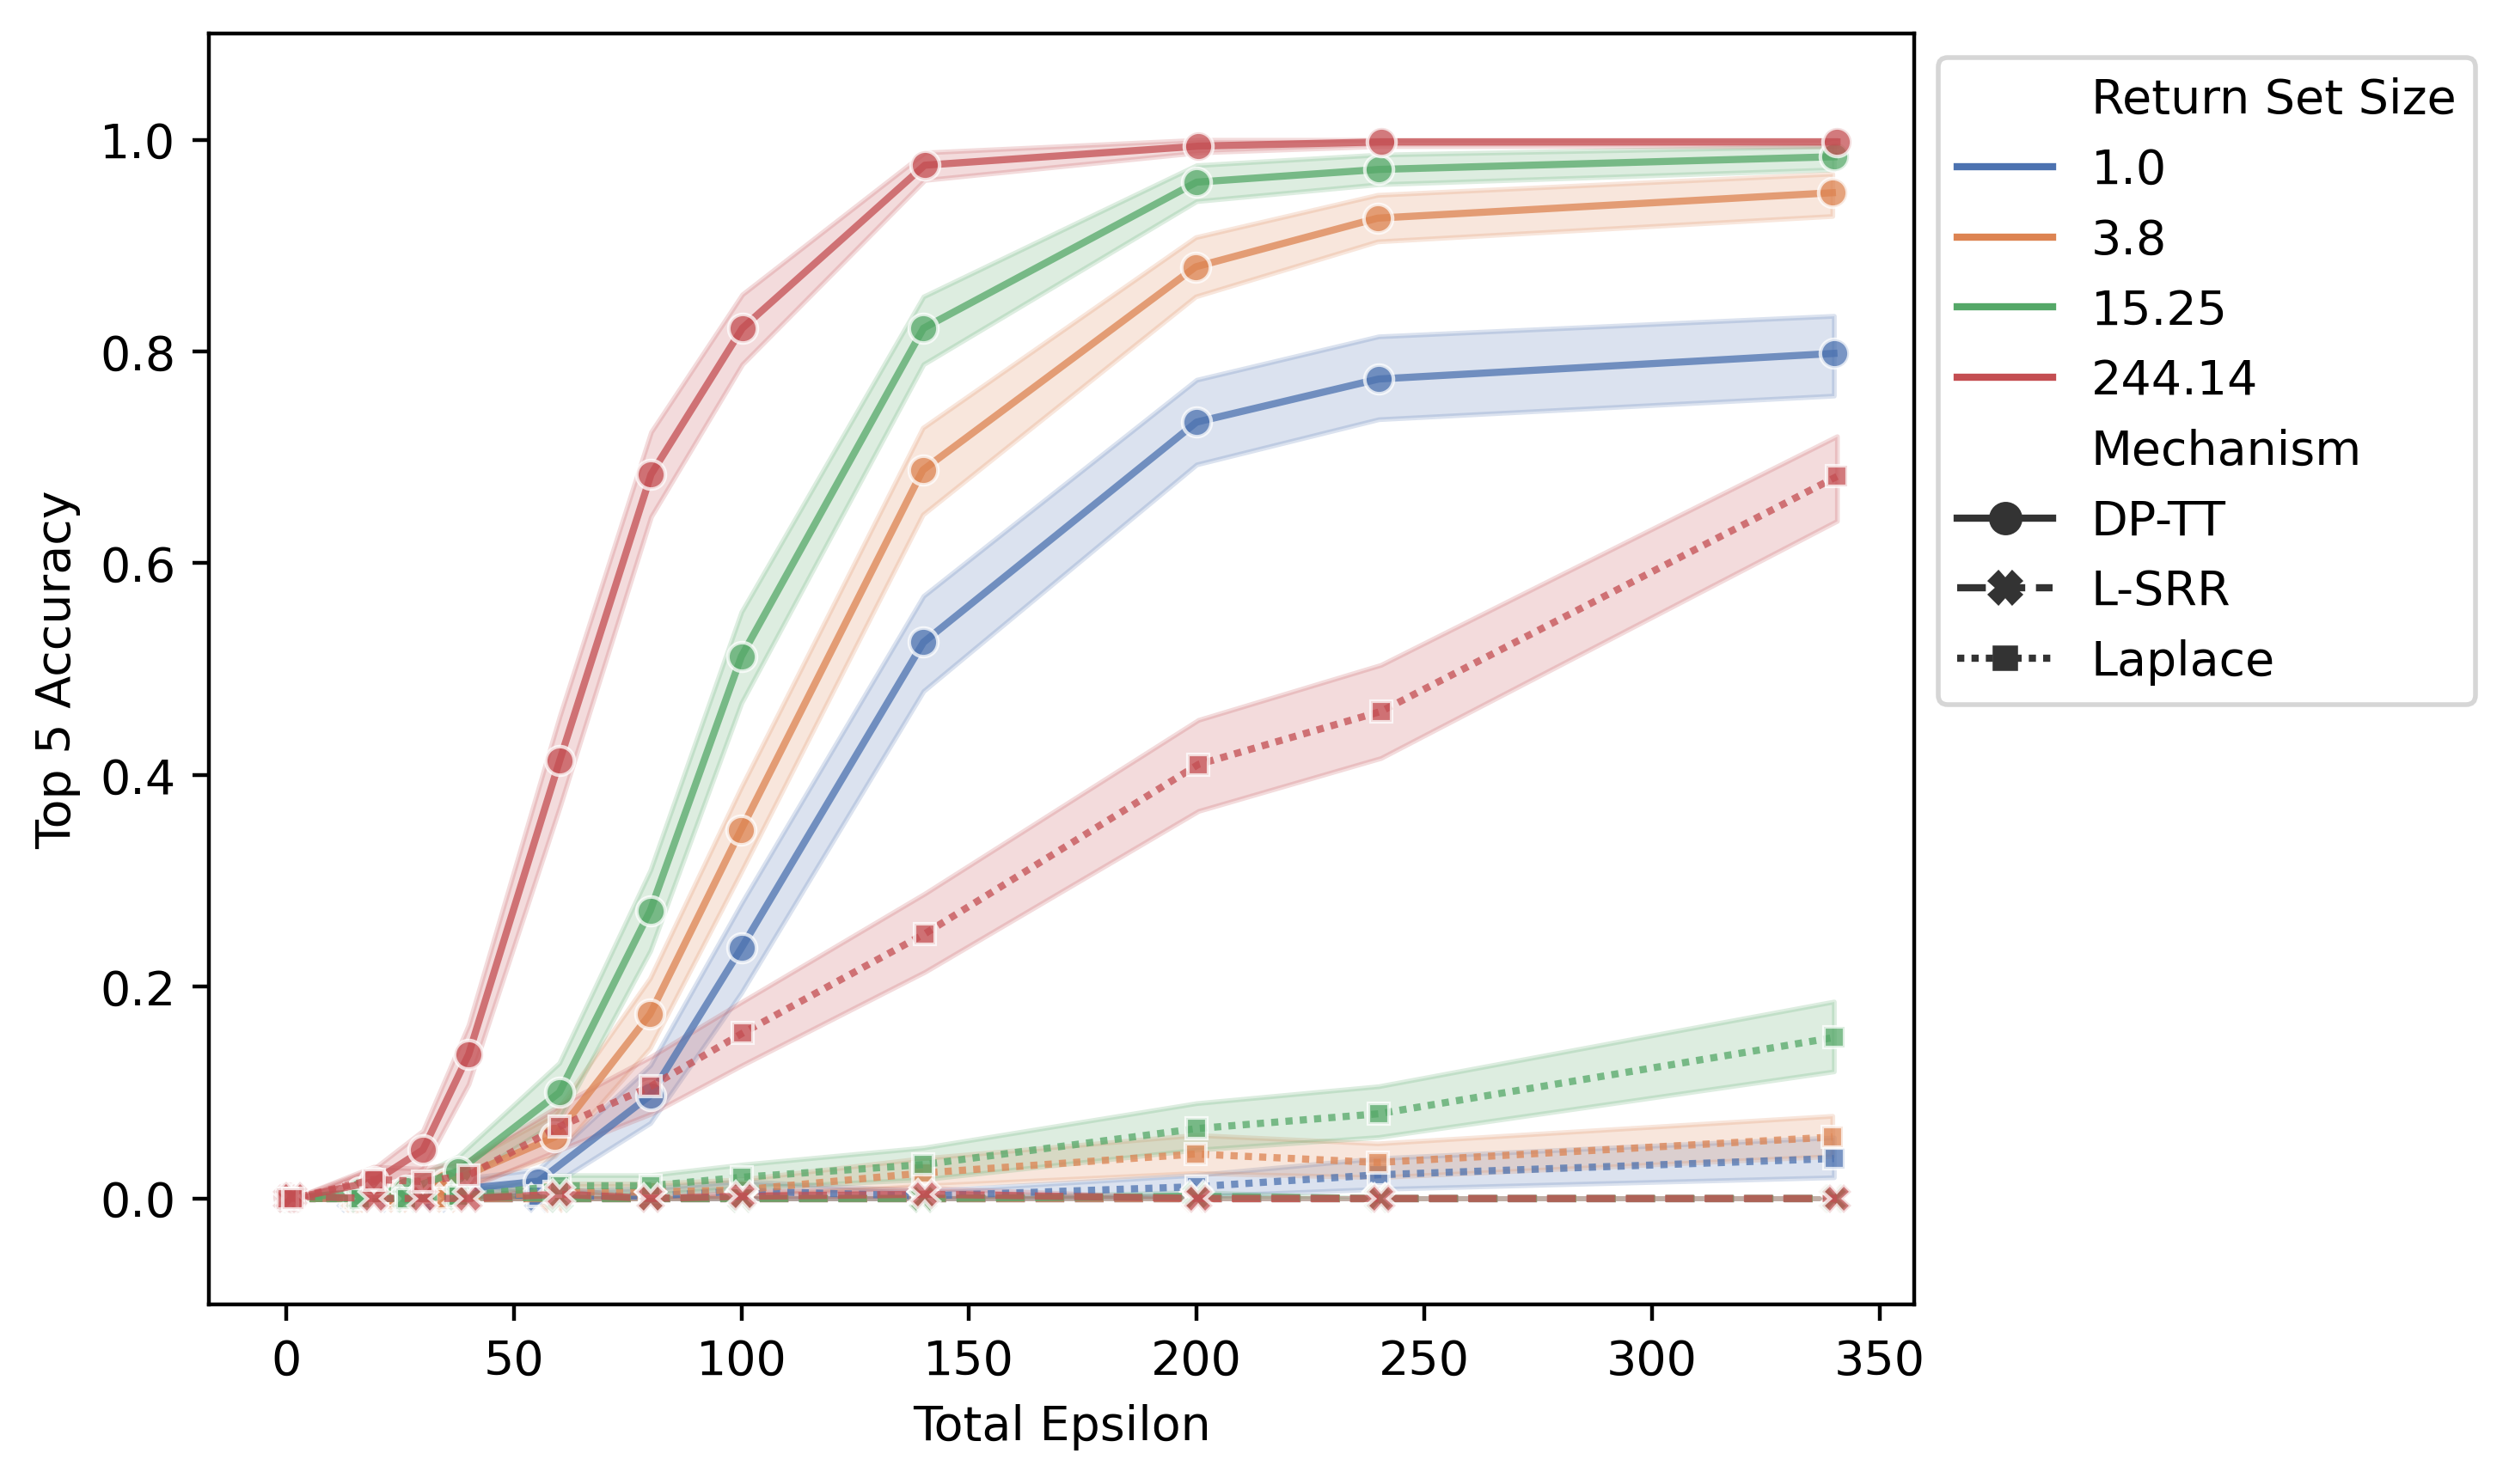 Top 5 Accuracy
1.0
0.8
0.6
0.4
0.2
0.0
0 50 100 150 200 250 300 350
Total Epsilon
Return Set Size
1.0
3.8
15.25
244.14
Mechanism
DP-TT
L-SRR
Laplace